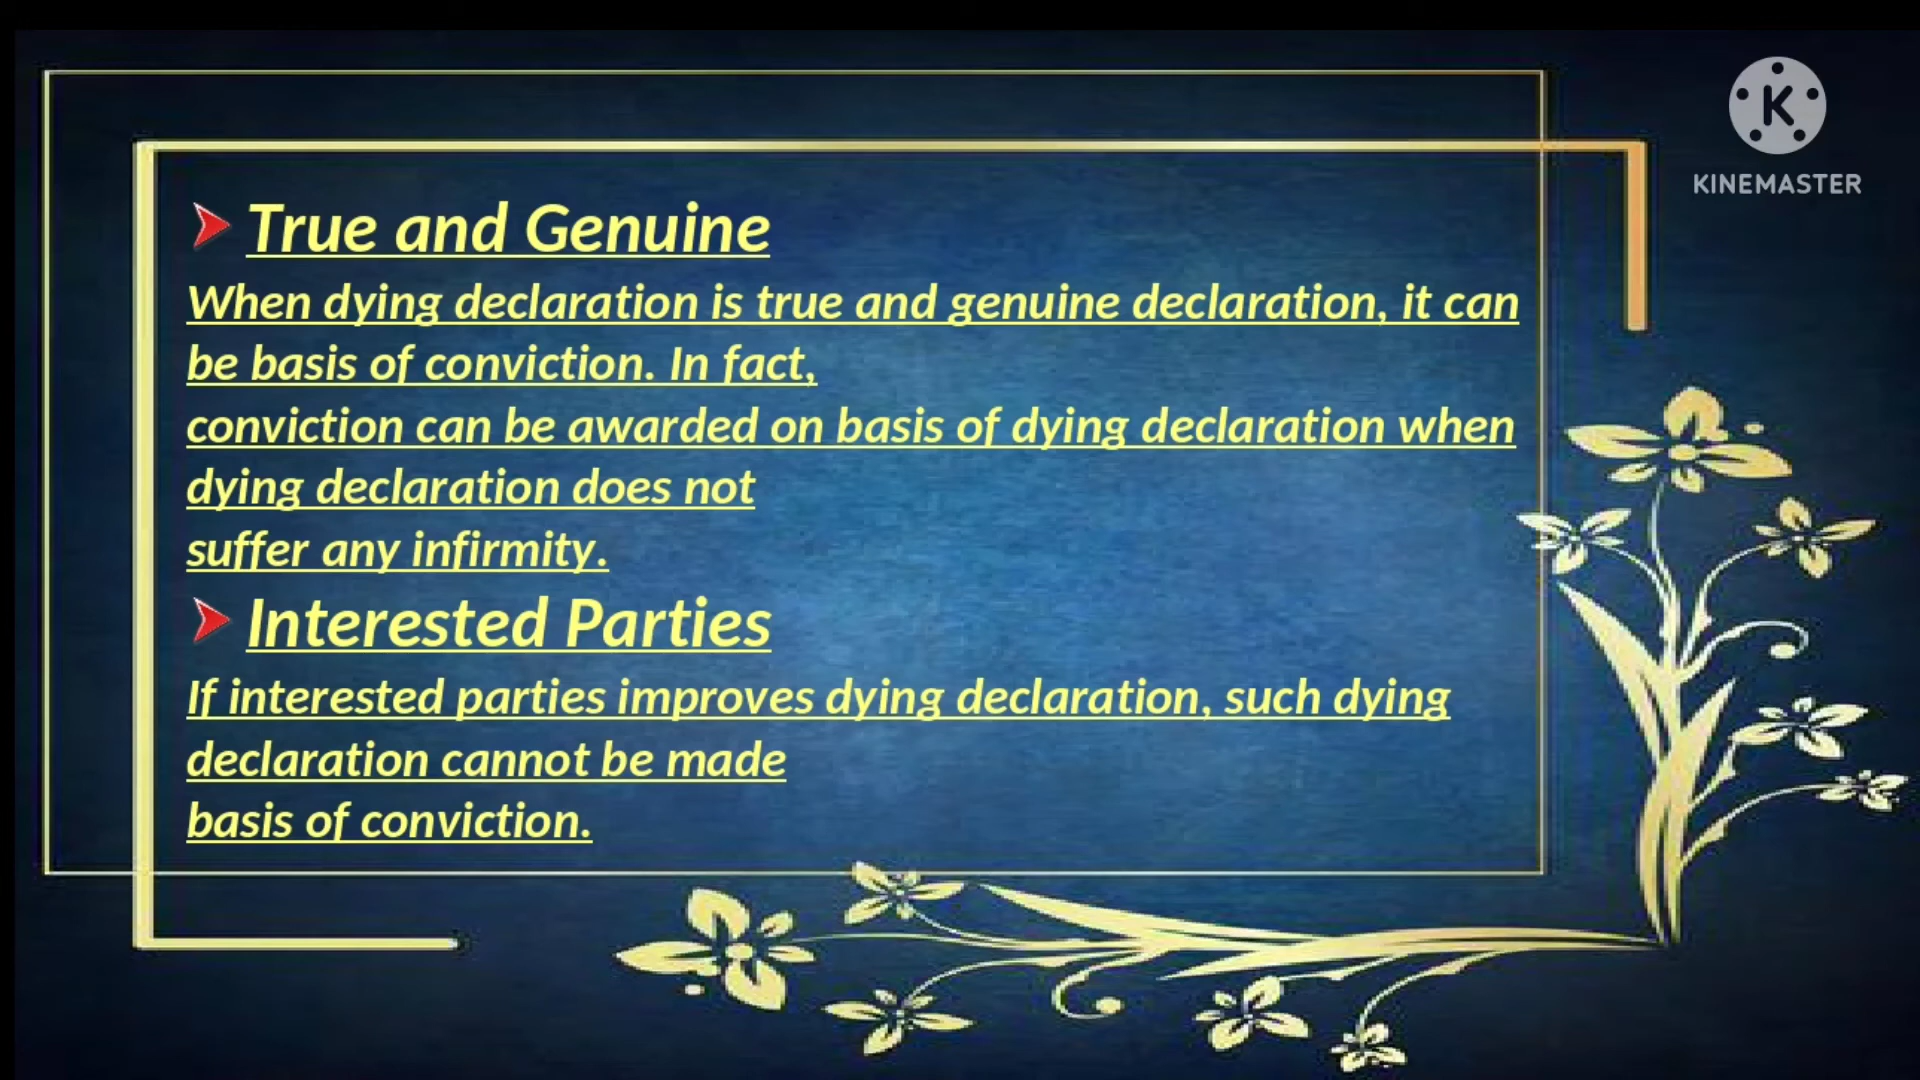 KINEMASTER
True and Genuine
When dying declaration is true and genuine declaration, it can
be basis of conviction. In fact,
conviction can be awarded on basis of dying declaration when
dying declaration does not
suffer any infirmity.
Interested Parties
If interested parties improves dying declaration, such dying
declaration cannot be made
basis of conviction.